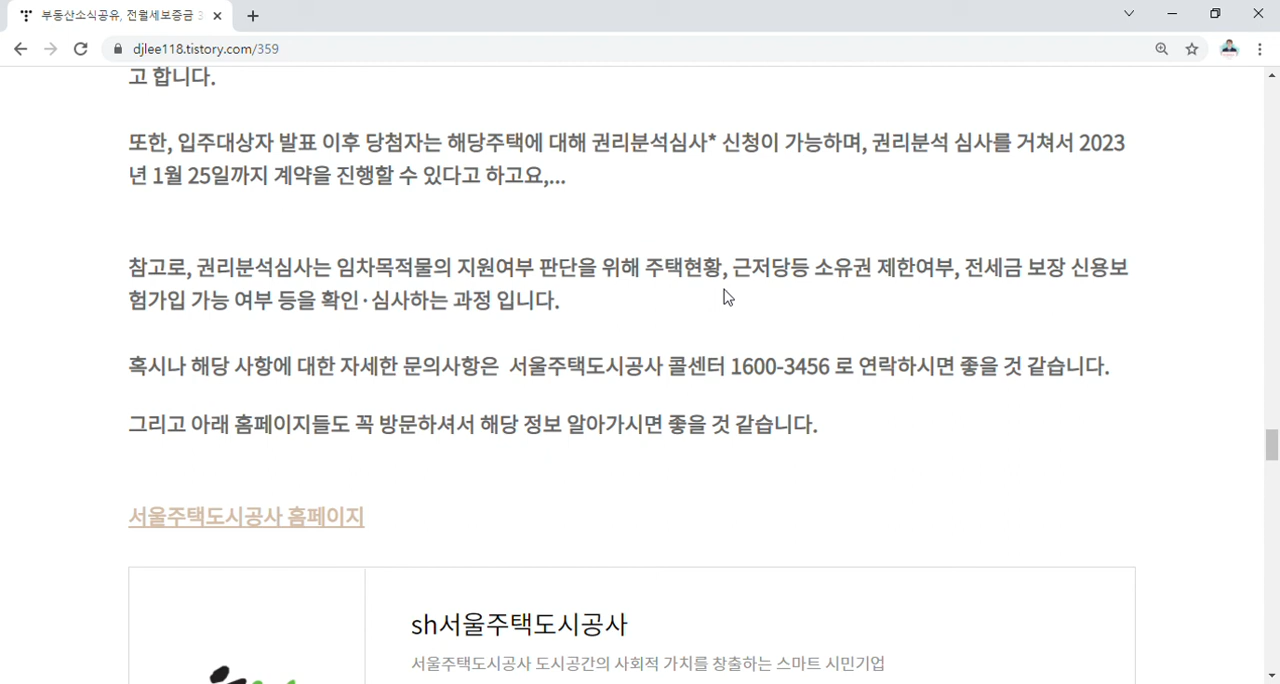 부동산소식공유, 전월세보증금 3
djlee118.tistory.com/359
고 합니다.
또한, 입주대상자 발표 이후 당첨자는 해당주택에 대해 권리분석심사* 신청이 가능하며, 권리분석 심사를 거쳐서 2023
년 1월 25일까지 계약을 진행할 수 있다고 하고요,...
참고로, 권리분석심사는 임차목적물의 지원여부 판단을 위해 주택현황, 근저당등 소유권 제한여부, 전세금 보장 신용보
험가입 가능 여부 등을 확인·심사하는 과정 입니다.
혹시나 해당 사항에 대한 자세한 문의사항은 서울주택도시공사 콜센터 1600-3456 로 연락하시면 좋을 것 같습니다.
그리고 아래 홈페이지들도 꼭 방문하셔서 해당 정보 알아가시면 좋을 것 같습니다.
서울주택도시공사 홈페이지
sh서울주택도시공사
서울주택도시공사 도시공간의 사회적 가치를 창출하는 스마트 시민기업